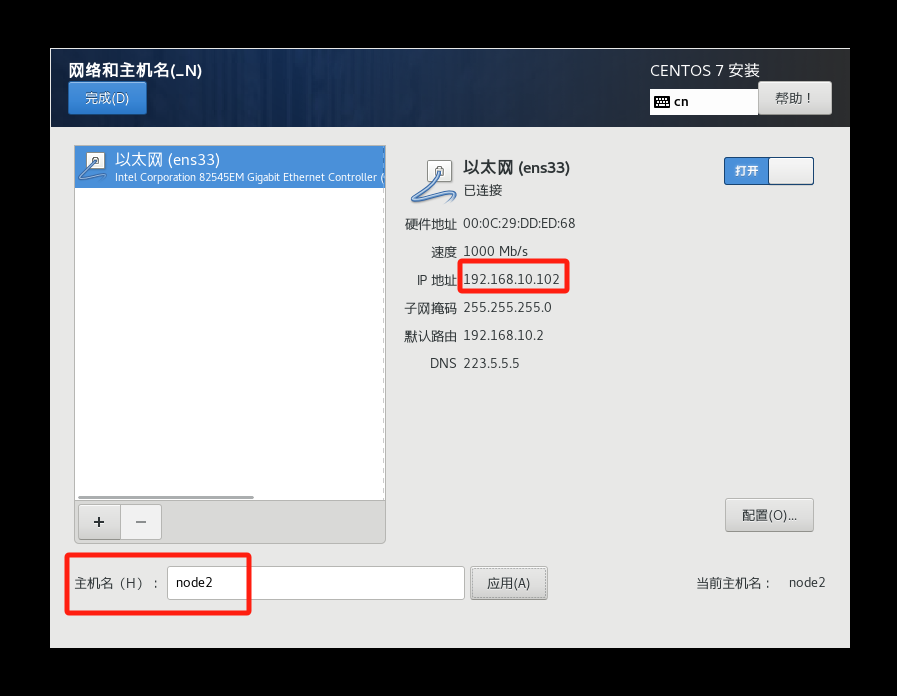 网络和主机名(_N)
CENTOS 7 安装
完成(D)
cn
帮助！
以太网 (ens33)
Intel Corporation 82545EM Gigabit Ethernet Controller (
以太网 (ens33)
已连接
打开
硬件地址 00:0C:29:DD:ED:68
速度 1000 Mb/s
IP 地址 192.168.10.102
子网掩码 255.255.255.0
默认路由 192.168.10.2
DNS 223.5.5.5
+ −
配置(O)...
主机名（H）： node2
应用(A)
当前主机名： node2